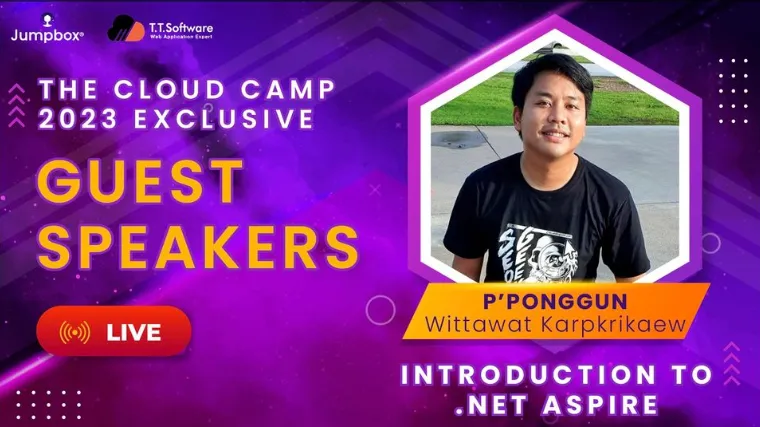 Jumpbox®
T.T.Software
Web Application Expert
THE CLOUD CAMP
2023 EXCLUSIVE
GUEST
SPEAKERS
LIVE
P'PONGGUN
Wittawat Karpkrikaew
INTRODUCTION TO
.NET ASPIRE